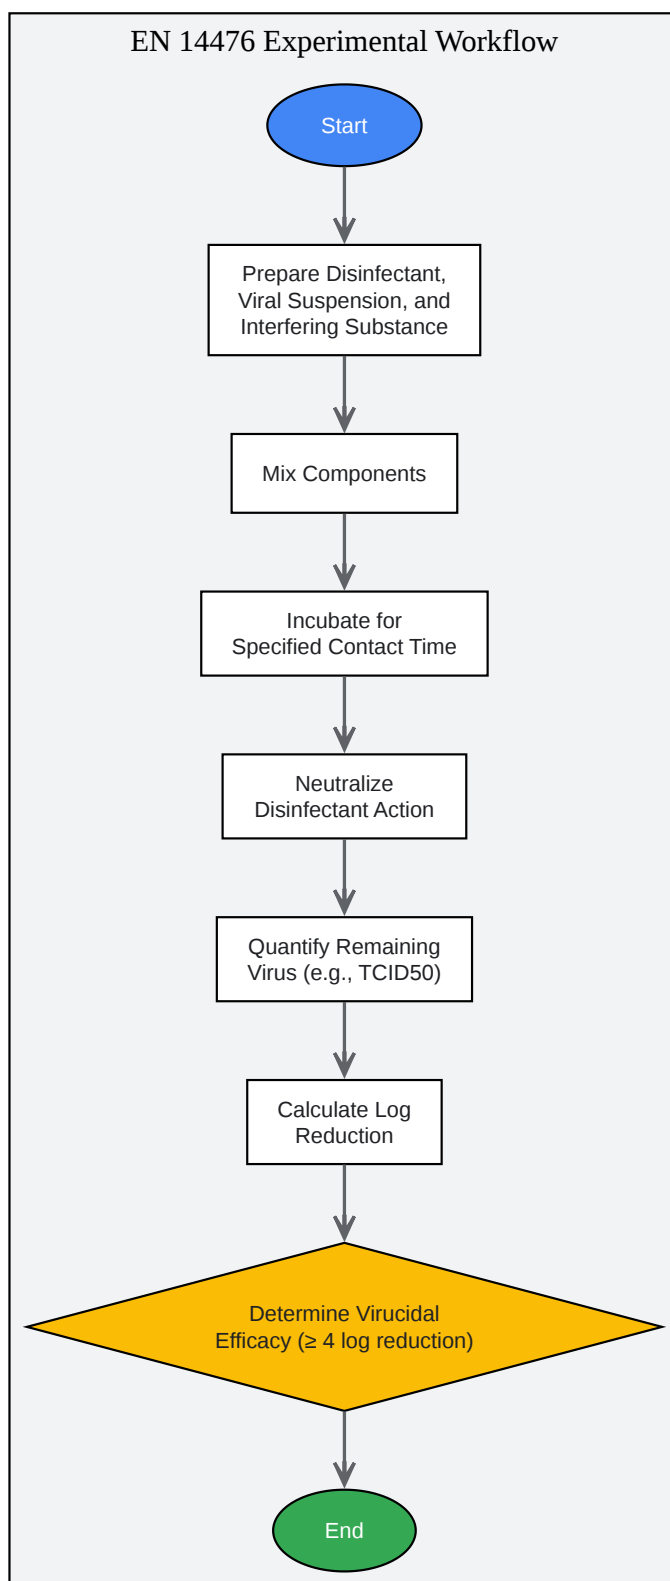 EN 14476 Experimental Workflow
Start
Prepare Disinfectant,
Viral Suspension, and
Interfering Substance
Mix Components
Incubate for
Specified Contact Time
Neutralize
Disinfectant Action
Quantify Remaining
Virus (e.g., TCID50)
Calculate Log
Reduction
Determine Virucidal
Efficacy (≥ 4 log reduction)
End